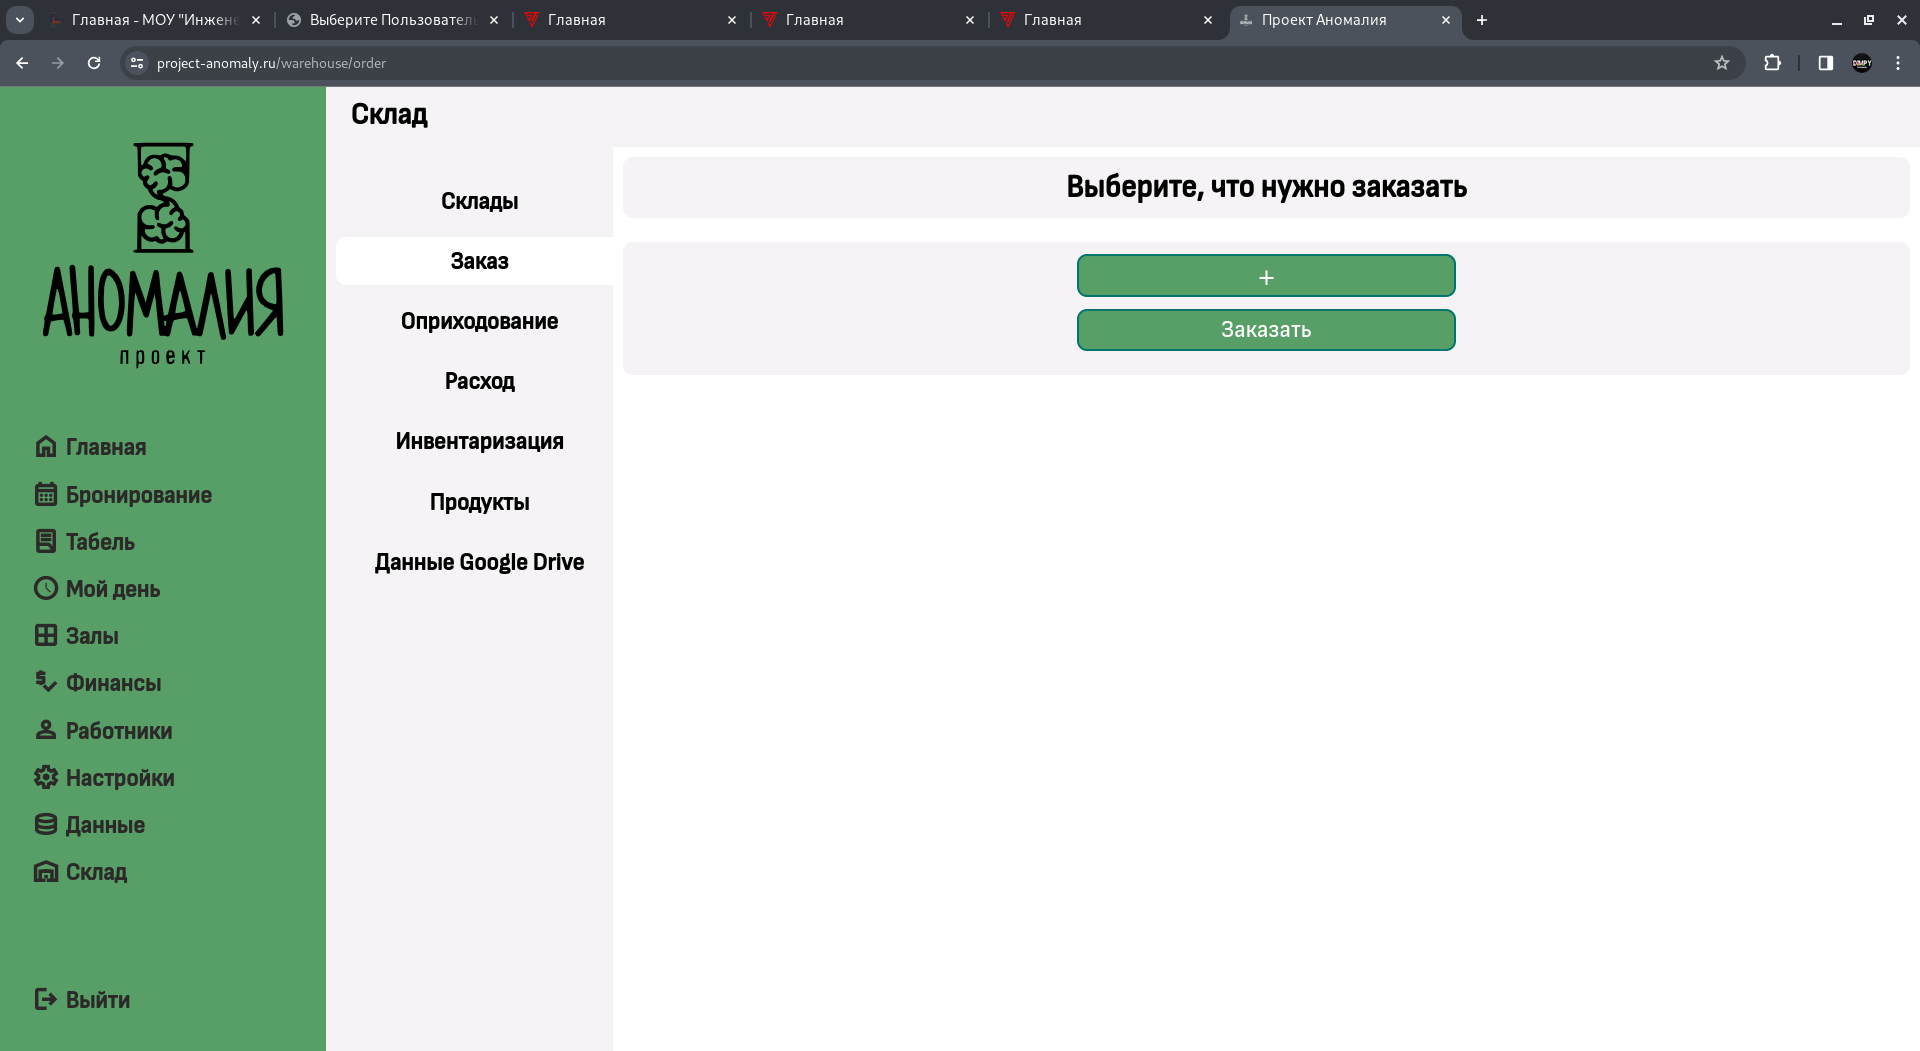 Главная - МОУ "Инжене
Выберите Пользовател
Главная
Главная
Главная
Проект Аномалия
project-anomaly.ru/warehouse/order
DIMPY
АНОМАЛИЯ
проект
Главная
Бронирование
Табель
Мой день
Залы
Финансы
Работники
Настройки
Данные
Склад
Выйти
Склад
Склады
Заказ
Оприходование
Расход
Инвентаризация
Продукты
Данные Google Drive
Выберите, что нужно заказать
+
Заказать